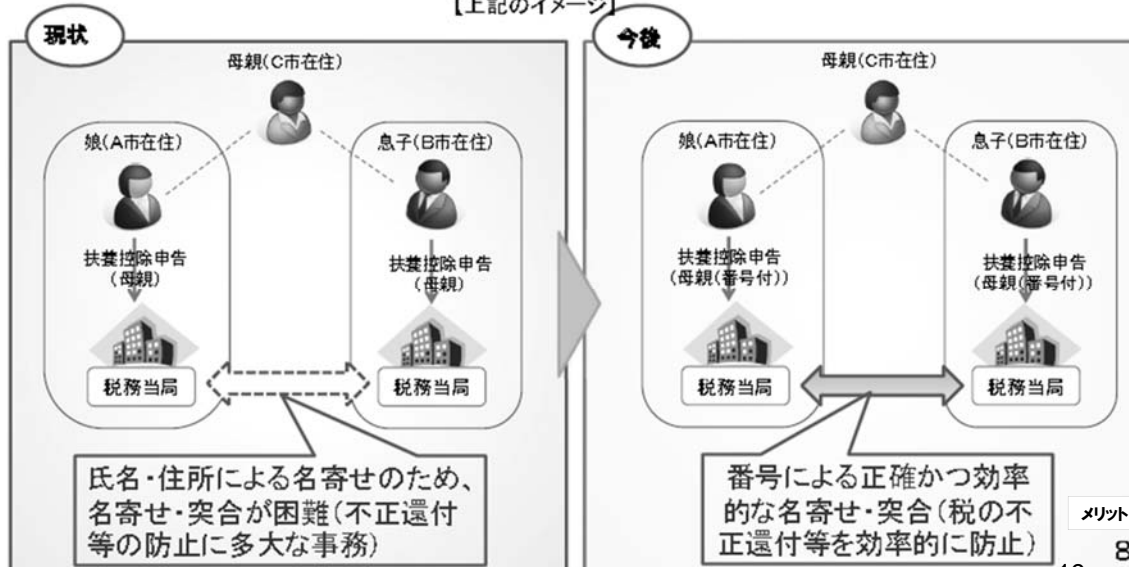 【上記のイメージ】
現状
母親(C市在住)
娘(A市在住)
息子(B市在住)
扶養控除申告
(母親)
扶養控除申告
(母親)
税務当局
税務当局
氏名・住所による名寄せのため、
名寄せ・突合が困難(不正還付
等の防止に多大な事務)
今後
母親(C市在住)
娘(A市在住)
息子(B市在住)
扶養控除申告
(母親(番号付))
扶養控除申告
(母親(番号付))
税務当局
税務当局
番号による正確かつ効率
的な名寄せ・突合(税の不
正還付等を効率的に防止)
メリット
8